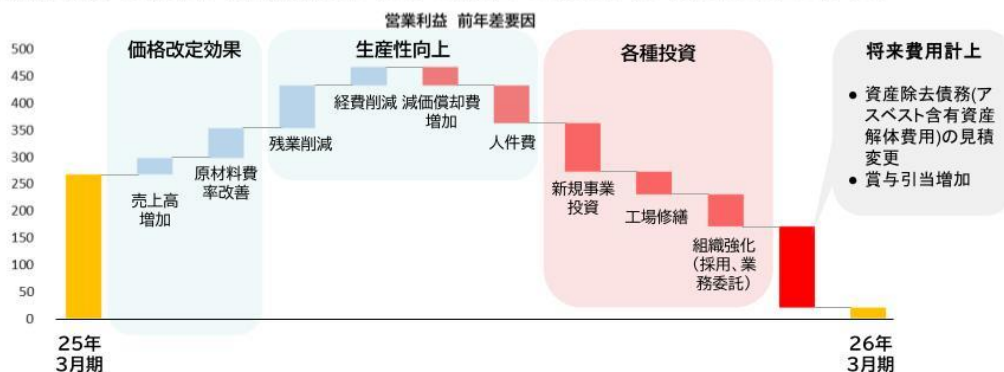 営業利益 前年差要因
500
450
400
350
300
250
200
150
100
50
0
価格改定効果
生産性向上
各種投資
将来費用計上
売上高
増加
原材料費
率改善
残業削減
経費削減
減価償却費
増加
人件費
新規事業
投資
工場修繕
組織強化
(採用、業
務委託)
● 資産除去債務(ア
スベスト含有資産
解体費用)の見積
変更
● 賞与引当増加
25年
3月期
26年
3月期